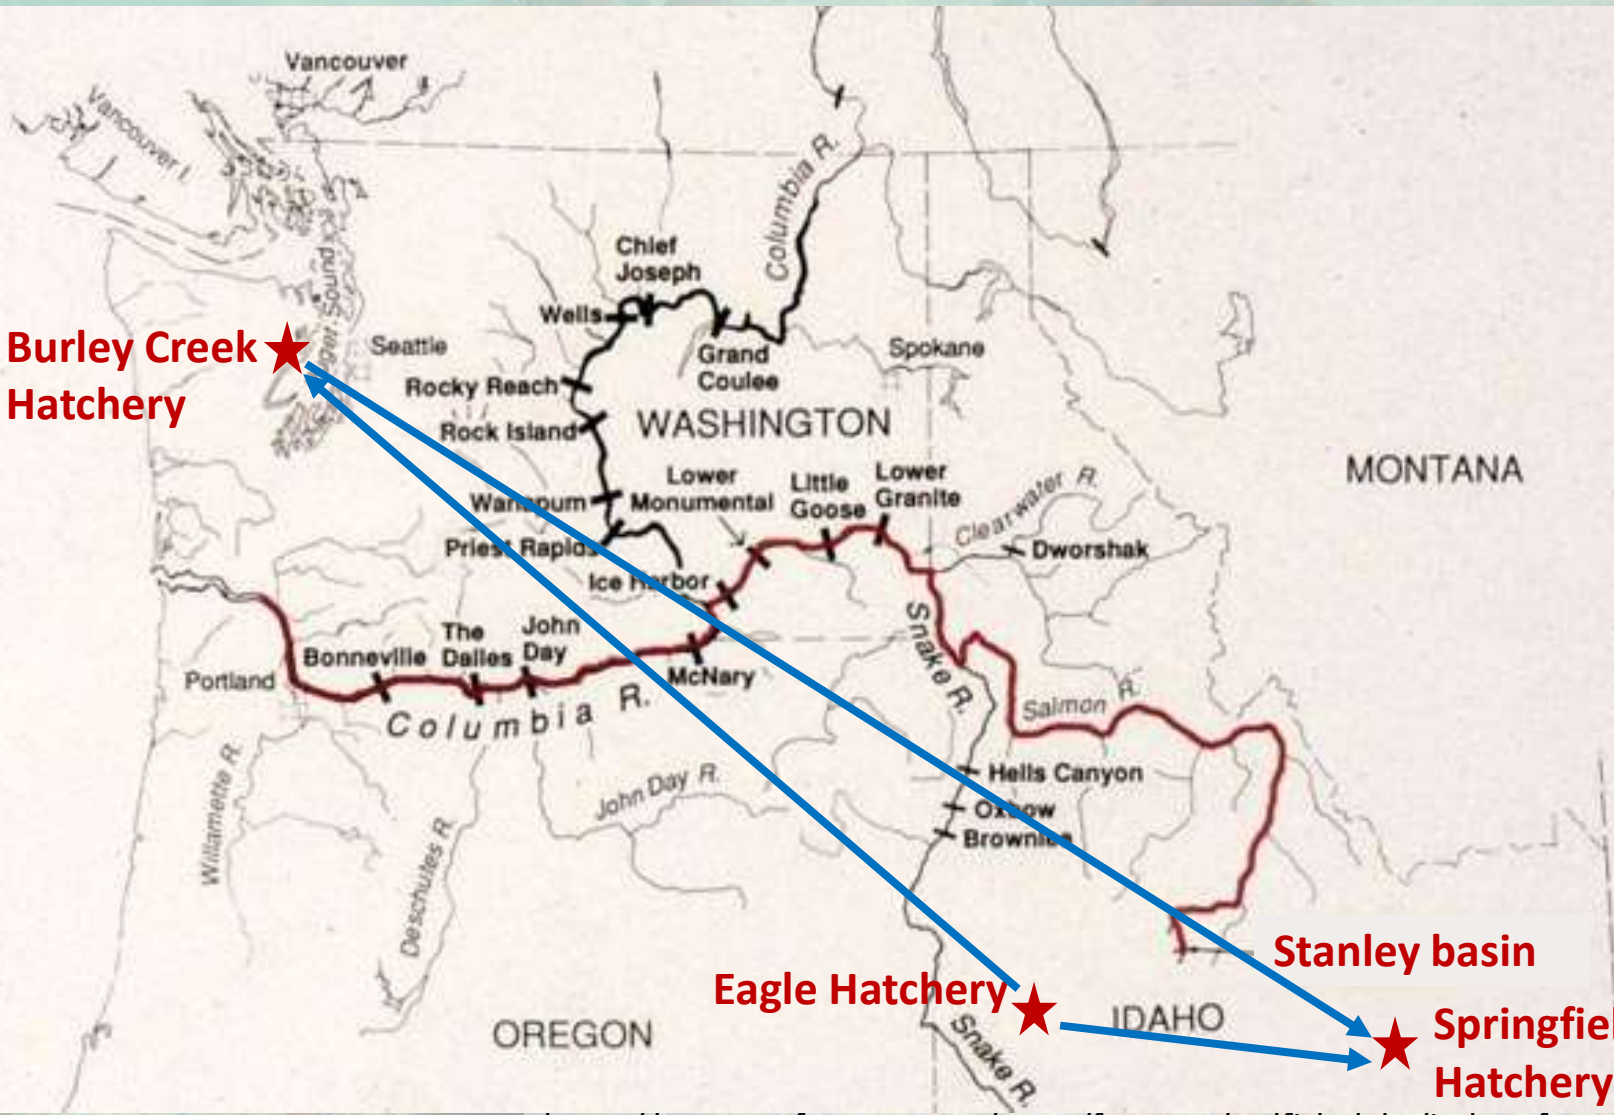 Vancouver
Vancouver I.
Columbia R.
Chief
Joseph
Wells
Burley Creek
Hatchery
Seattle
Grand
Coulee
Spokane
Rocky Reach
Rock Island
WASHINGTON
MONTANA
Lower
Monumental
Little
Goose
Lower
Granite
Clearwater R.
Wanapum
Priest Rapids
Dworshak
Ice Harbor
Snake R.
The
Dalles
John
Day
Bonneville
McNary
Portland
Columbia R.
Salmon R.
Hells Canyon
Oxbow
Brownlee
John Day R.
Willamette R.
Deschutes R.
Stanley basin
Eagle Hatchery
IDAHO
Springfiel
Hatchery
OREGON
Snake R.